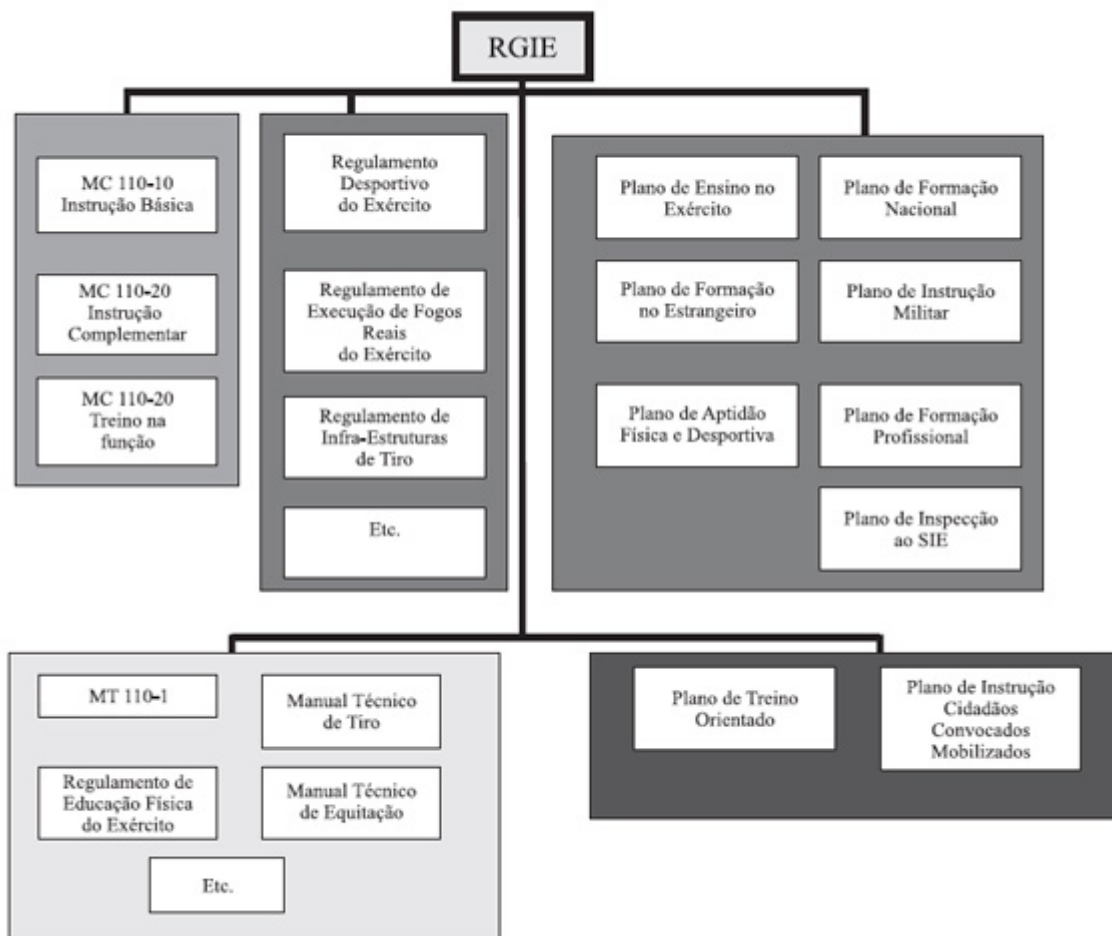 RGIE
MC 110-10
Instrução Básica
MC 110-20
Instrução
Complementar
MC 110-20
Treino na
função
Regulamento
Desportivo
do Exército
Regulamento de
Execução de Fogos
Reais
do Exército
Regulamento de
Infra-Estruturas
de Tiro
Etc.
Plano de Ensino no
Exército
Plano de Formação
Nacional
Plano de Formação
no Estrangeiro
Plano de Instrução
Militar
Plano de Aptidão
Física e Desportiva
Plano de Formação
Profissional
Plano de Inspecção
ao SIE
MT 110-1
Manual Técnico
de Tiro
Regulamento de
Educação Física
do Exército
Manual Técnico
de Equitação
Etc.
Plano de Treino
Orientado
Plano de Instrução
Cidadãos
Convocados
Mobilizados